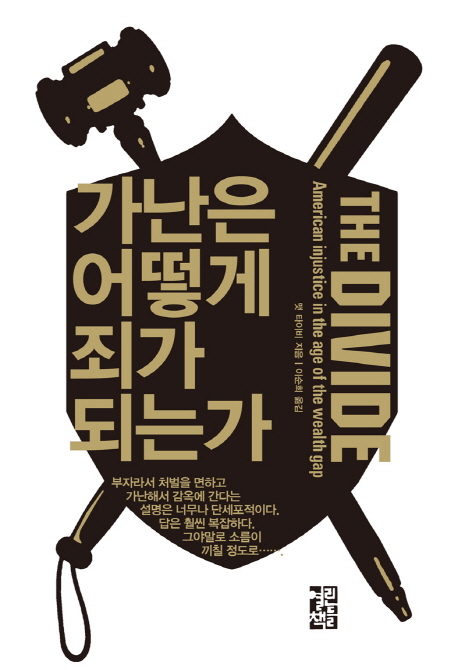 가난은
어떻게
죄가
되는가
THE DIVIDE
American injustice in the age of the wealth gap
맷 타이비 지음 | 이순희 옮김
부자라서 처벌을 면하고
가난해서 감옥에 간다는
설명은 너무나 단세포적이다.
답은 훨씬 복잡하다.
그야말로 소름이
끼칠 정도로…….
열린
책들